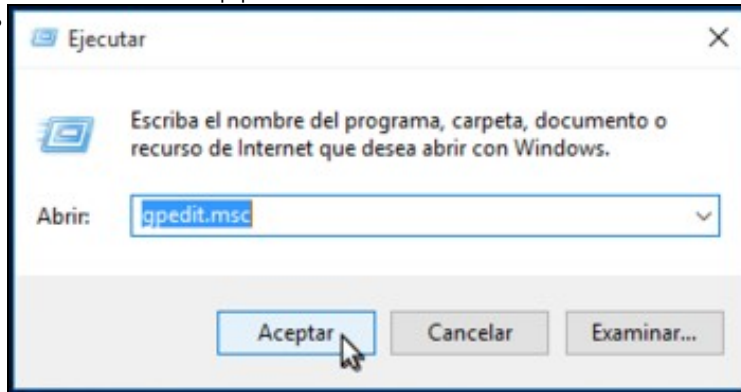 Ejecutar
Escriba el nombre del programa, carpeta, documento o
recurso de Internet que desea abrir con Windows.
Abrir: gpedit.msc
Aceptar Cancelar Examinar...